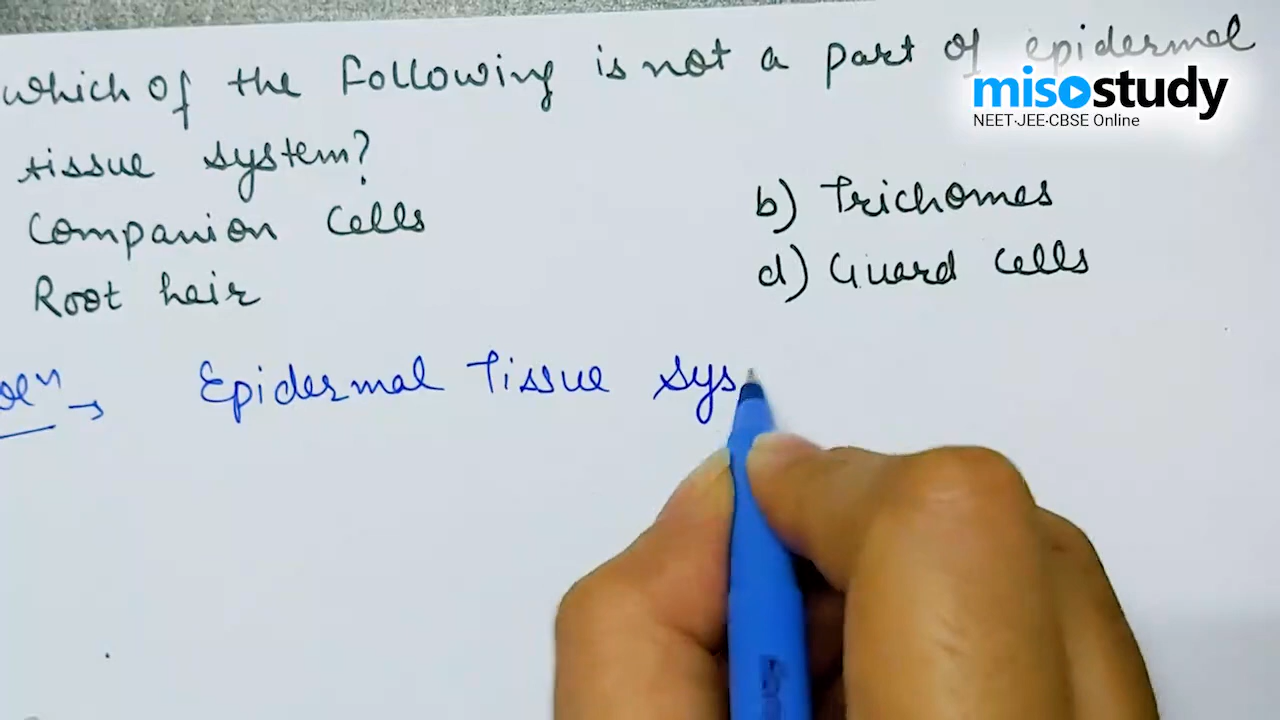 which of the following is not a part of epidermal
misostudy
NEET·JEE·CBSE Online
tissue system?
Companion Cells
b) Trichomes
Root hair
d) Guard cells
Epidermal Tissue Sys